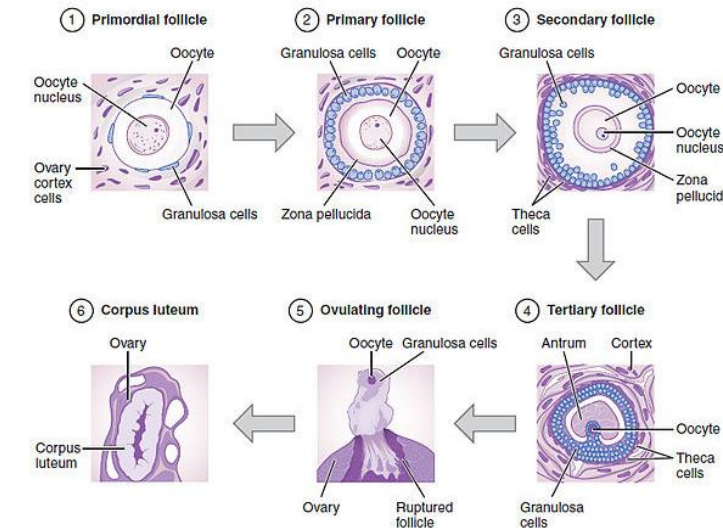 1 Primordial follicle
Oocyte
Oocyte
nucleus
Ovary
cortex
cells
Granulosa cells
2 Primary follicle
Granulosa cells
Oocyte
Zona pellucida
Oocyte
nucleus
3 Secondary follicle
Granulosa cells
Oocyte
Oocyte
nucleus
Zona
pellucid
Theca
cells
4 Tertiary follicle
Antrum
Cortex
Oocyte
Theca
cells
Granulosa
cells
5 Ovulating follicle
Oocyte
Granulosa cells
Ovary
Ruptured
follicle
6 Corpus luteum
Ovary
Corpus
luteum